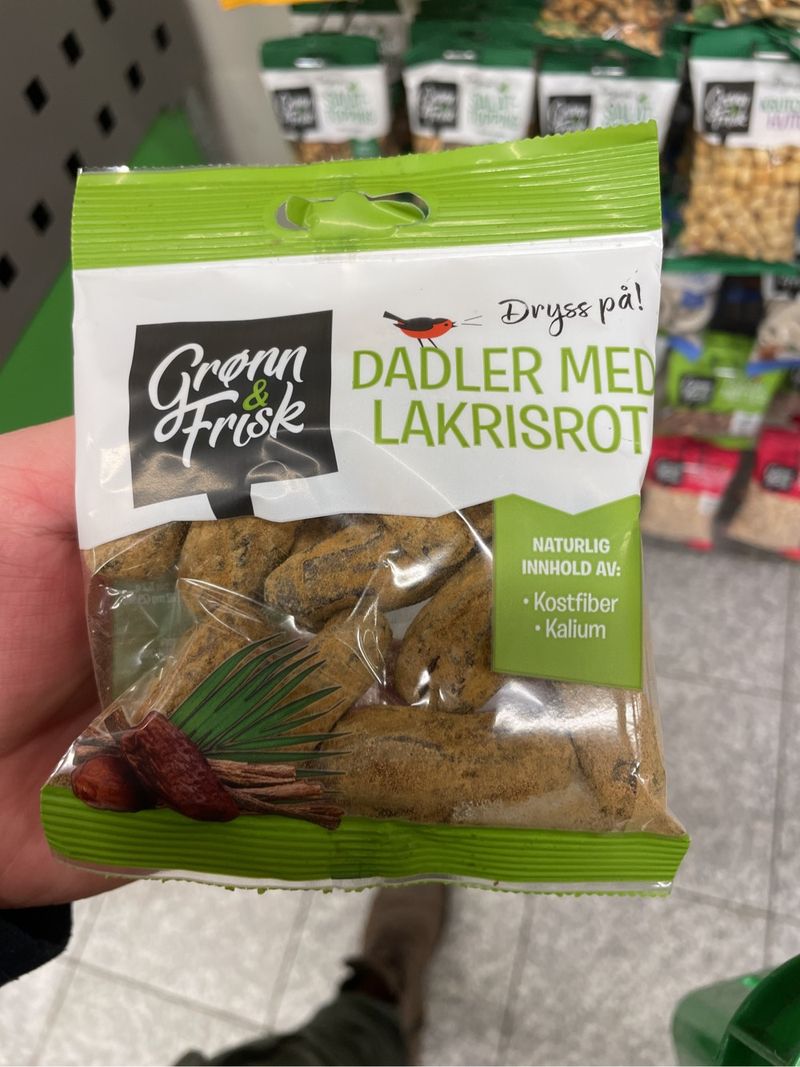 Grønn
&
Frisk
Dryss på!
DADLER MED
LAKRISROT
NATURLIG
INNHOLD AV:
• Kostfiber
• Kalium